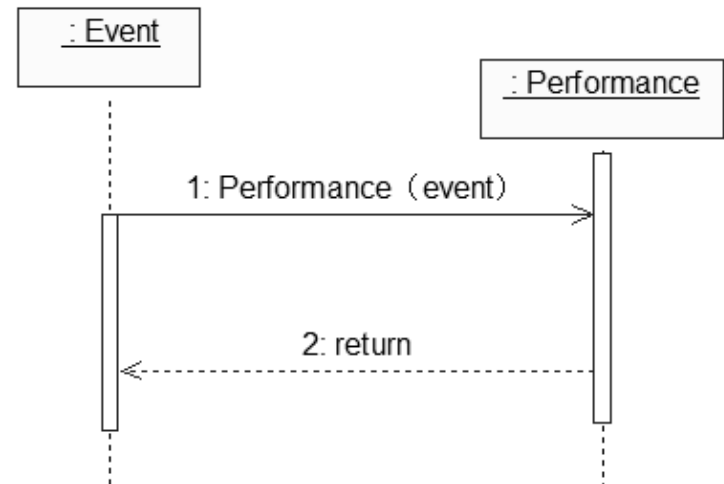 : Event
: Performance
1: Performance（event）
2: return